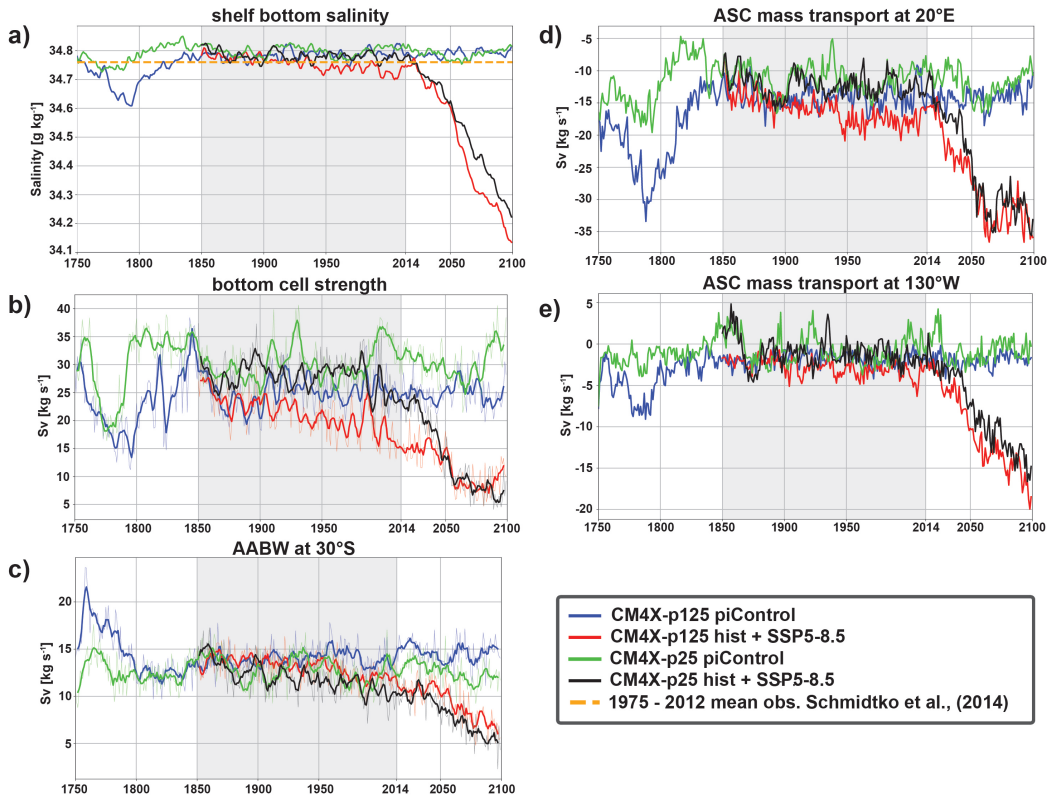 a)
shelf bottom salinity
Salinity [g kg⁻¹]
34.8
34.7
34.6
34.5
34.4
34.3
34.2
34.1
1750 1800 1850 1900 1950 2014 2050 2100
b)
bottom cell strength
Sv [kg s⁻¹]
40
35
30
25
20
15
10
5
1750 1800 1850 1900 1950 2014 2050 2100
c)
AABW at 30°S
Sv [kg s⁻¹]
20
15
10
5
1750 1800 1850 1900 1950 2014 2050 2100
d)
ASC mass transport at 20°E
Sv [kg s⁻¹]
-5
-10
-15
-20
-25
-30
-35
1750 1800 1850 1900 1950 2014 2050 2100
e)
ASC mass transport at 130°W
Sv [kg s⁻¹]
5
0
-5
-10
-15
-20
1750 1800 1850 1900 1950 2014 2050 2100
CM4X-p125 piControl
CM4X-p125 hist + SSP5-8.5
CM4X-p25 piControl
CM4X-p25 hist + SSP5-8.5
1975 - 2012 mean obs. Schmidtko et al., (2014)